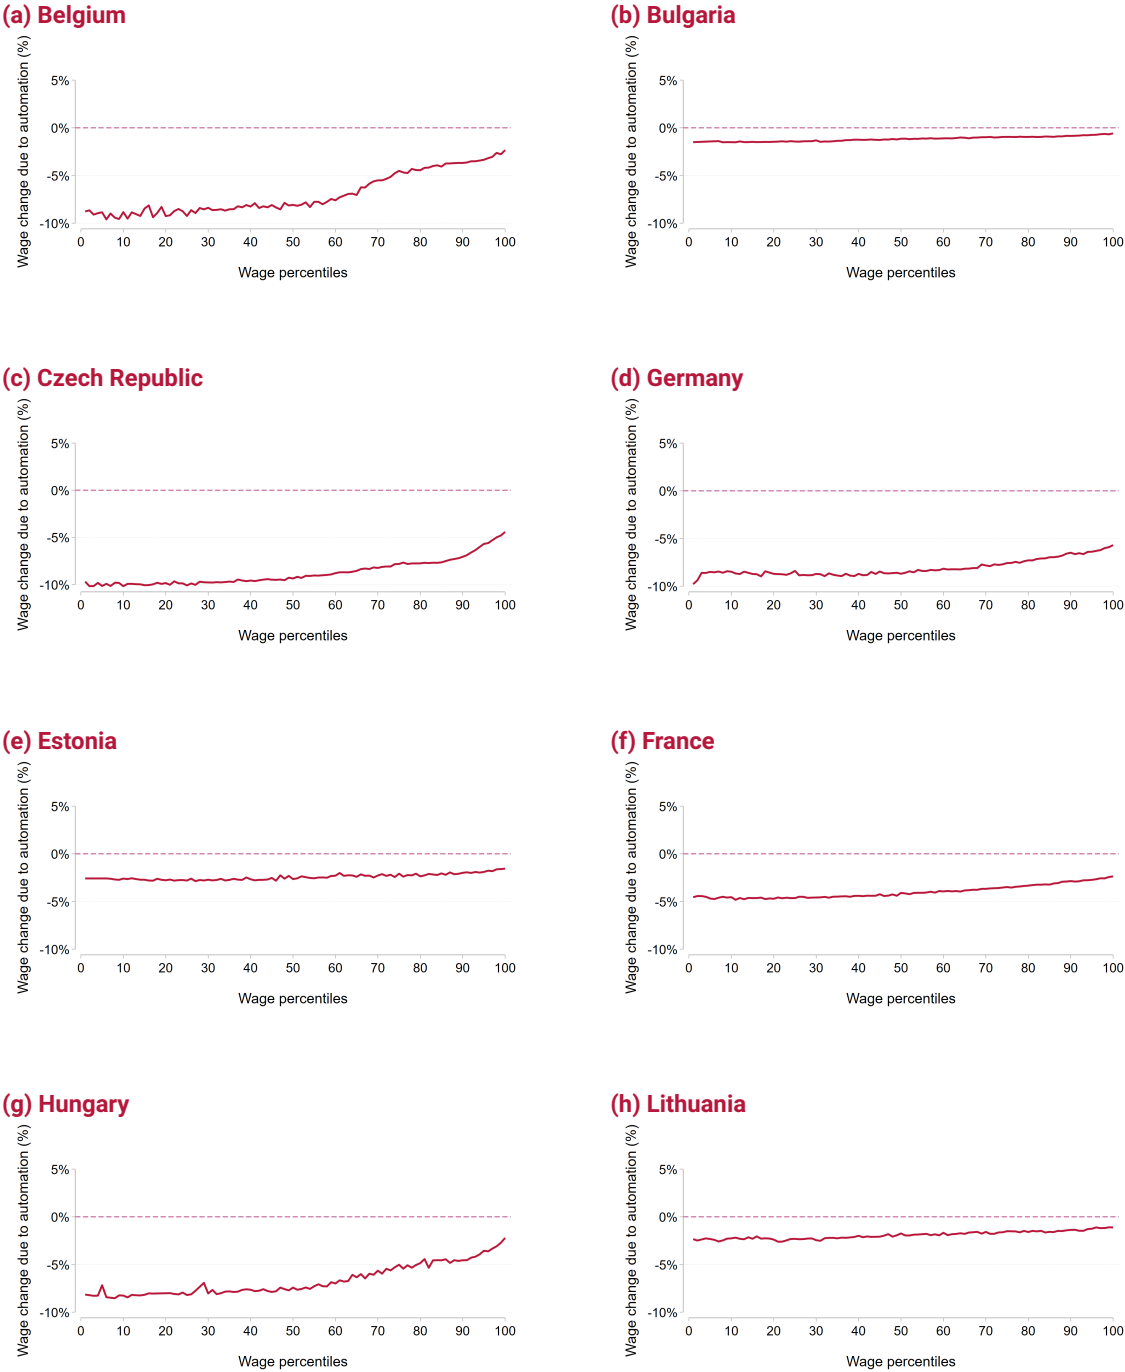 (a) Belgium
Wage change due to automation (%)
5%
0%
-5%
-10%
0 10 20 30 40 50 60 70 80 90 100
Wage percentiles
(b) Bulgaria
Wage change due to automation (%)
5%
0%
-5%
-10%
0 10 20 30 40 50 60 70 80 90 100
Wage percentiles
(c) Czech Republic
Wage change due to automation (%)
5%
0%
-5%
-10%
0 10 20 30 40 50 60 70 80 90 100
Wage percentiles
(d) Germany
Wage change due to automation (%)
5%
0%
-5%
-10%
0 10 20 30 40 50 60 70 80 90 100
Wage percentiles
(e) Estonia
Wage change due to automation (%)
5%
0%
-5%
-10%
0 10 20 30 40 50 60 70 80 90 100
Wage percentiles
(f) France
Wage change due to automation (%)
5%
0%
-5%
-10%
0 10 20 30 40 50 60 70 80 90 100
Wage percentiles
(g) Hungary
Wage change due to automation (%)
5%
0%
-5%
-10%
0 10 20 30 40 50 60 70 80 90 100
Wage percentiles
(h) Lithuania
Wage change due to automation (%)
5%
0%
-5%
-10%
0 10 20 30 40 50 60 70 80 90 100
Wage percentiles